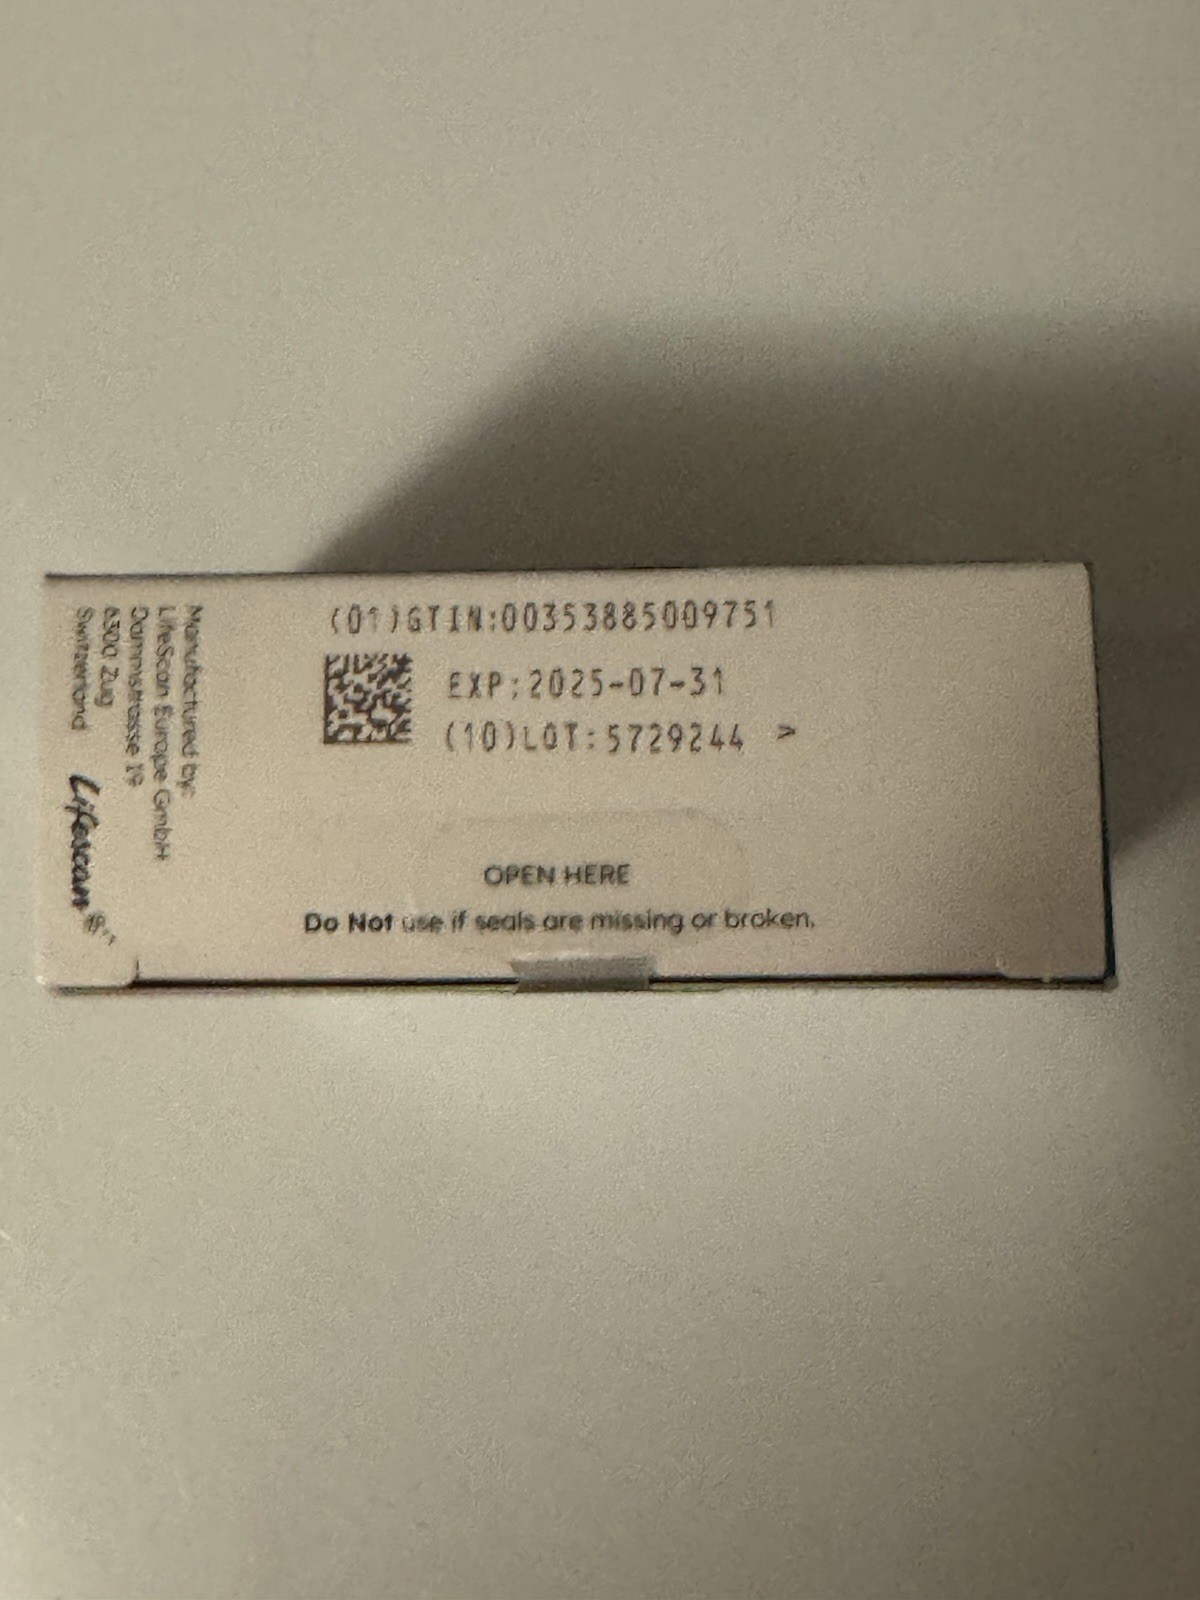 (01)GTIN:00353885009751
EXP:2025-07-31
(10)LOT:5729244 >
OPEN HERE
Do Not use if seals are missing or broken.
Manufactured by:
LifeScan Europe GmbH
Dammstrasse 19
6300 Zug
Switzerland
Lifescan